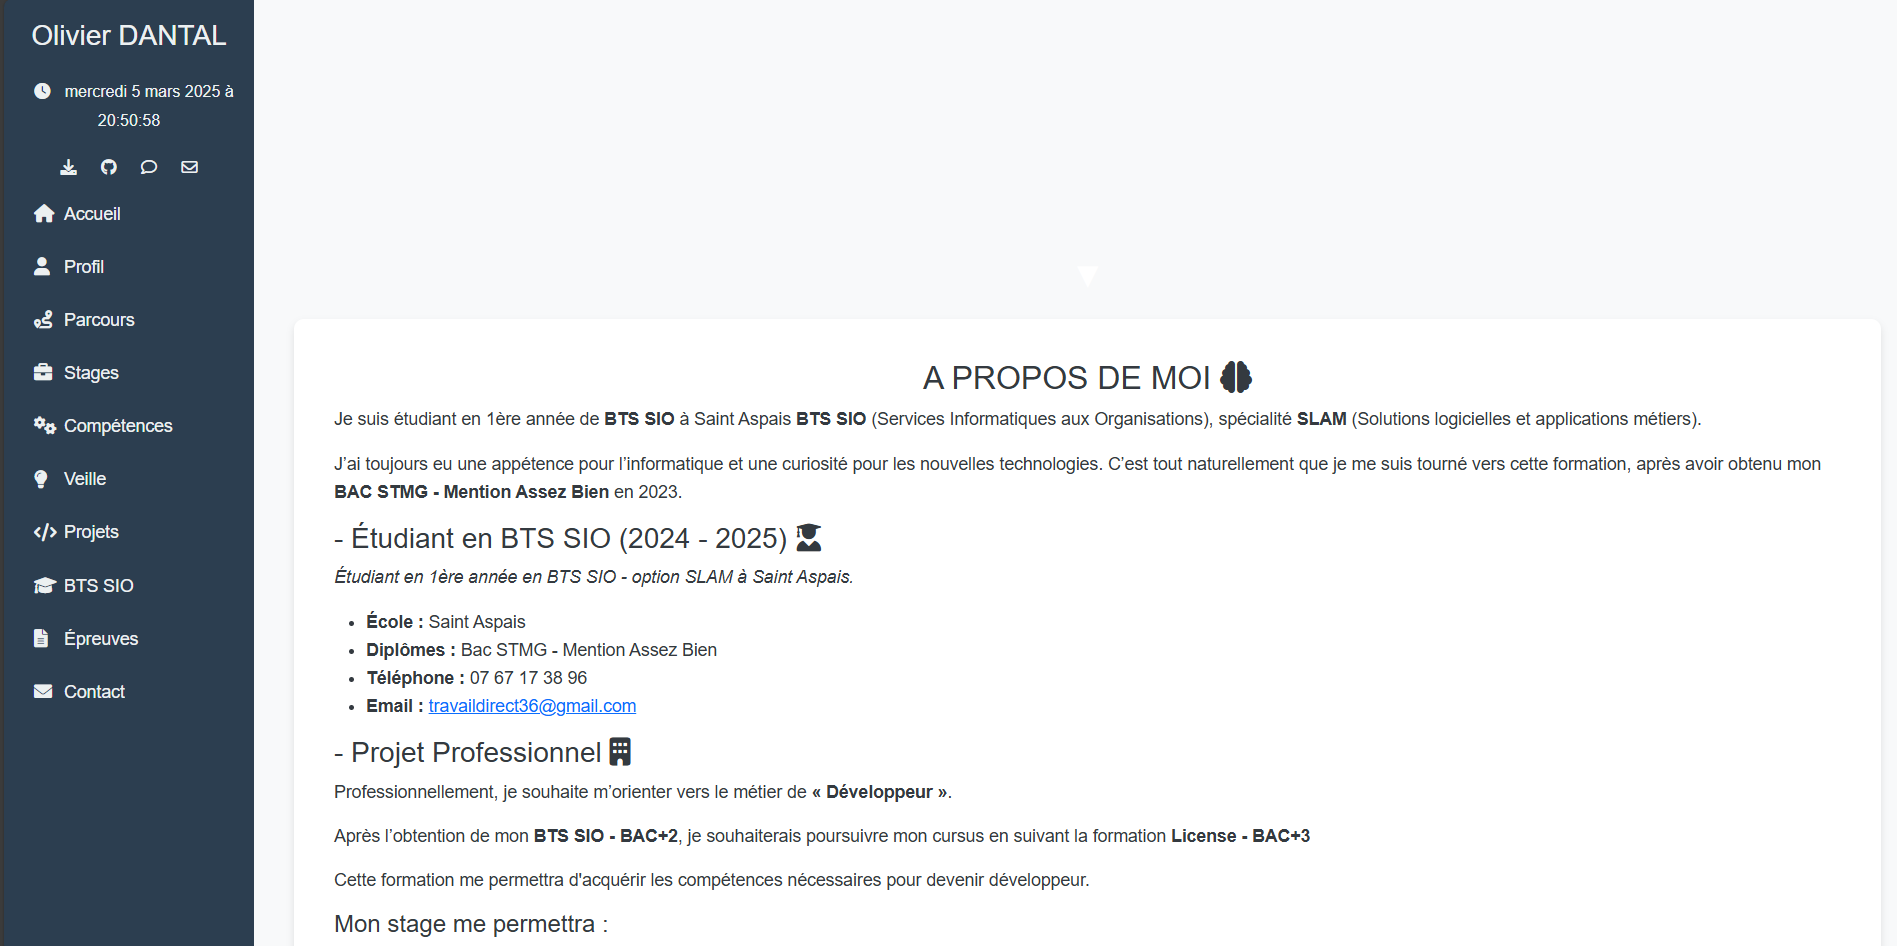 Olivier DANTAL
mercredi 5 mars 2025 à
20:50:58
Accueil
Profil
Parcours
Stages
Compétences
Veille
Projets
BTS SIO
Épreuves
Contact
A PROPOS DE MOI
Je suis étudiant en 1ère année de BTS SIO à Saint Aspais BTS SIO (Services Informatiques aux Organisations), spécialité SLAM (Solutions logicielles et applications métiers).
J’ai toujours eu une appétence pour l’informatique et une curiosité pour les nouvelles technologies. C’est tout naturellement que je me suis tourné vers cette formation, après avoir obtenu mon
BAC STMG - Mention Assez Bien en 2023.
- Étudiant en BTS SIO (2024 - 2025)
Étudiant en 1ère année en BTS SIO - option SLAM à Saint Aspais.
• École : Saint Aspais
• Diplômes : Bac STMG - Mention Assez Bien
• Téléphone : 07 67 17 38 96
• Email : travaildirect36@gmail.com
- Projet Professionnel
Professionnellement, je souhaite m’orienter vers le métier de « Développeur ».
Après l’obtention de mon BTS SIO - BAC+2, je souhaiterais poursuivre mon cursus en suivant la formation License - BAC+3
Cette formation me permettra d'acquérir les compétences nécessaires pour devenir développeur.
Mon stage me permettra :